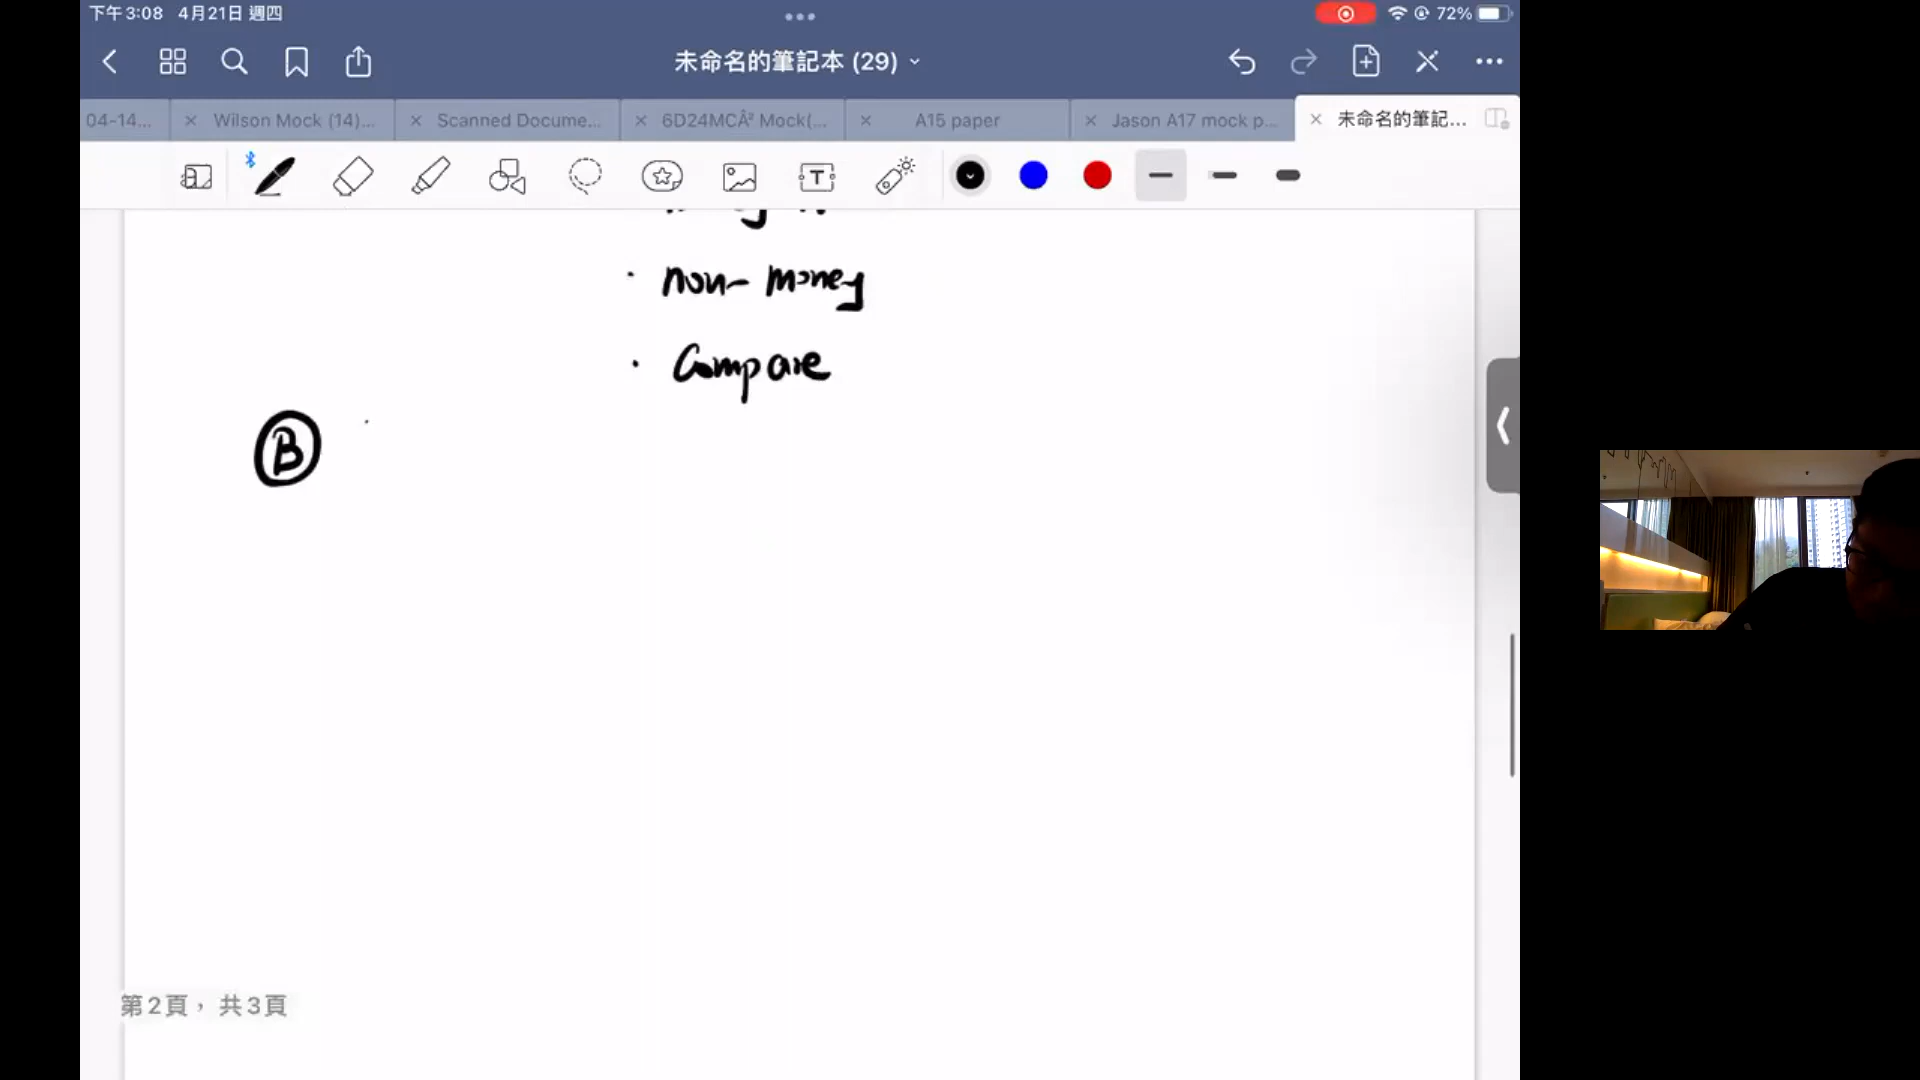 下午3:08 4月21日 週四
72%
未命名的筆記本 (29)
04-14...
Wilson Mock (14)...
Scanned Docume...
6D24MCÂ² Mock(...
A15 paper
Jason A17 mock p...
未命名的筆記...
T
· non- money
· Compare
B
第2頁， 共3頁